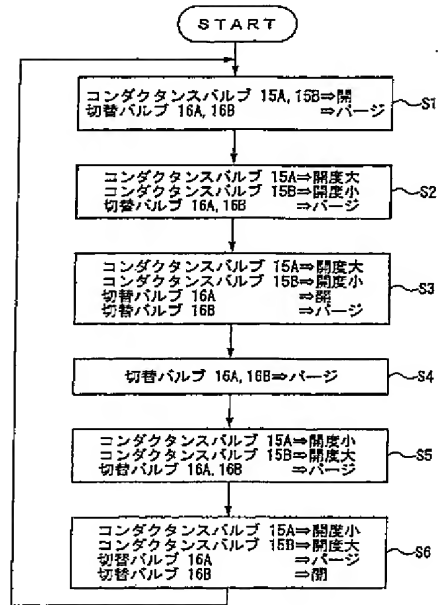 START
コンダクタンスバルブ 15A, 15B⇒開
切替バルブ 16A, 16B ⇒パージ
S1
コンダクタンスバルブ 15A⇒開度大
コンダクタンスバルブ 15B⇒開度小
切替バルブ 16A, 16B ⇒パージ
S2
コンダクタンスバルブ 15A⇒開度大
コンダクタンスバルブ 15B⇒開度小
切替バルブ 16A ⇒開
切替バルブ 16B ⇒パージ
S3
切替バルブ 16A, 16B⇒パージ
S4
コンダクタンスバルブ 15A⇒開度小
コンダクタンスバルブ 15B⇒開度大
切替バルブ 16A, 16B ⇒パージ
S5
コンダクタンスバルブ 15A⇒開度小
コンダクタンスバルブ 15B⇒開度大
切替バルブ 16A ⇒パージ
切替バルブ 16B ⇒開
S6